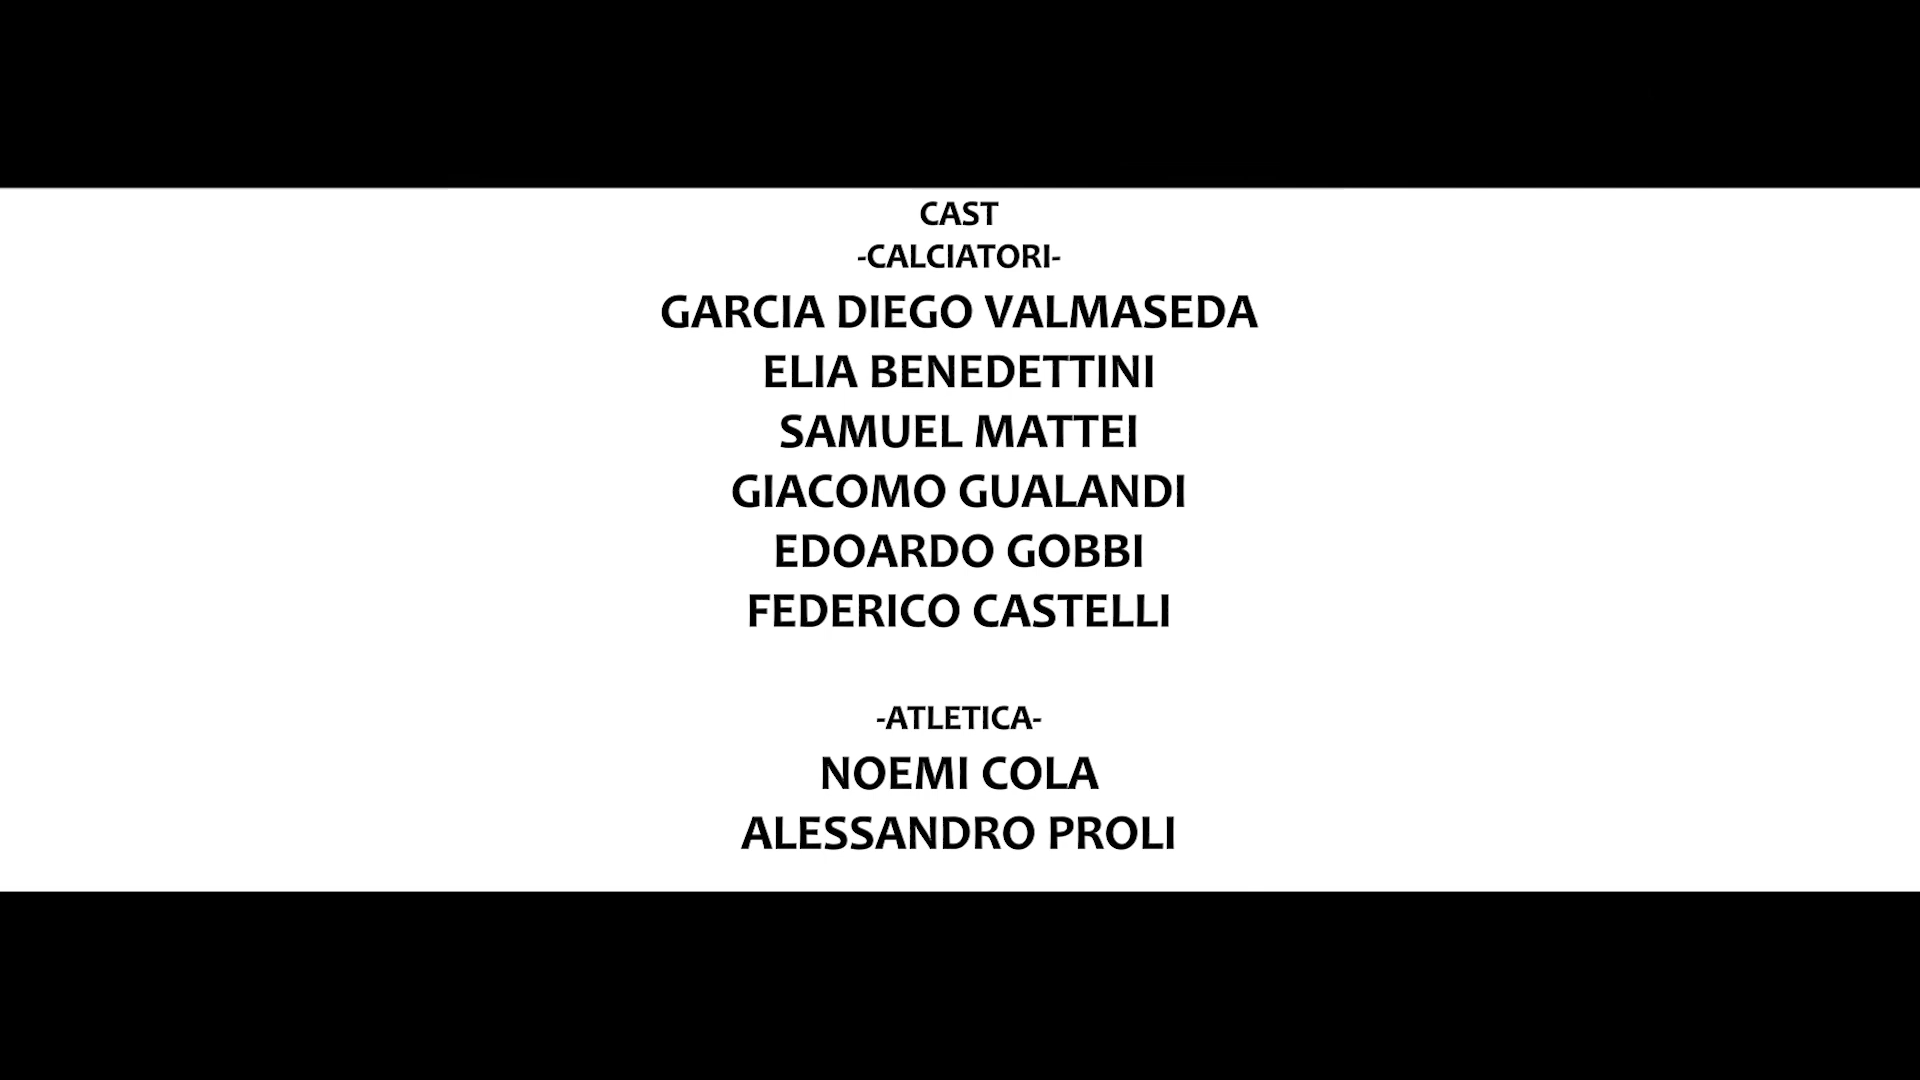 CAST
-CALCIATORI-
GARCIA DIEGO VALMASEDA
ELIA BENEDETTINI
SAMUEL MATTEI
GIACOMO GUALANDI
EDOARDO GOBBI
FEDERICO CASTELLI
-ATLETICA-
NOEMI COLA
ALESSANDRO PROLI